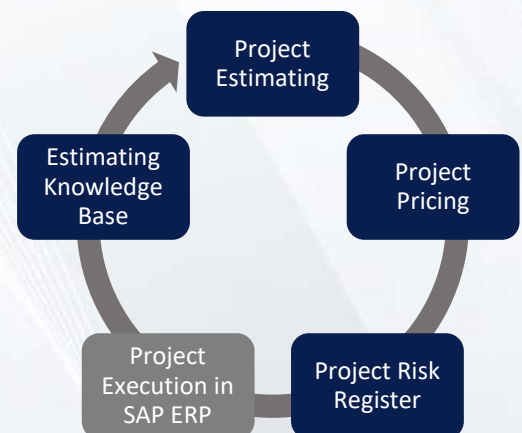 Project
Estimating
Project
Pricing
Project Risk
Register
Project
Execution in
SAP ERP
Estimating
Knowledge
Base